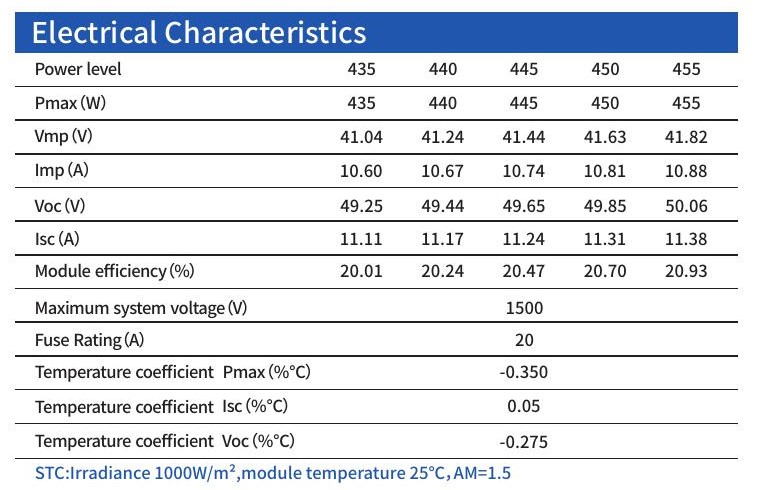 Electrical Characteristics
Power level 435 440 445 450 455
Pmax(W) 435 440 445 450 455
Vmp(V) 41.04 41.24 41.44 41.63 41.82
Imp(A) 10.60 10.67 10.74 10.81 10.88
Voc(V) 49.25 49.44 49.65 49.85 50.06
Isc(A) 11.11 11.17 11.24 11.31 11.38
Module efficiency(%) 20.01 20.24 20.47 20.70 20.93
Maximum system voltage(V) 1500
Fuse Rating(A) 20
Temperature coefficient Pmax(%°C) -0.350
Temperature coefficient Isc(%°C) 0.05
Temperature coefficient Voc(%°C) -0.275
STC:Irradiance 1000W/m²,module temperature 25℃, AM=1.5